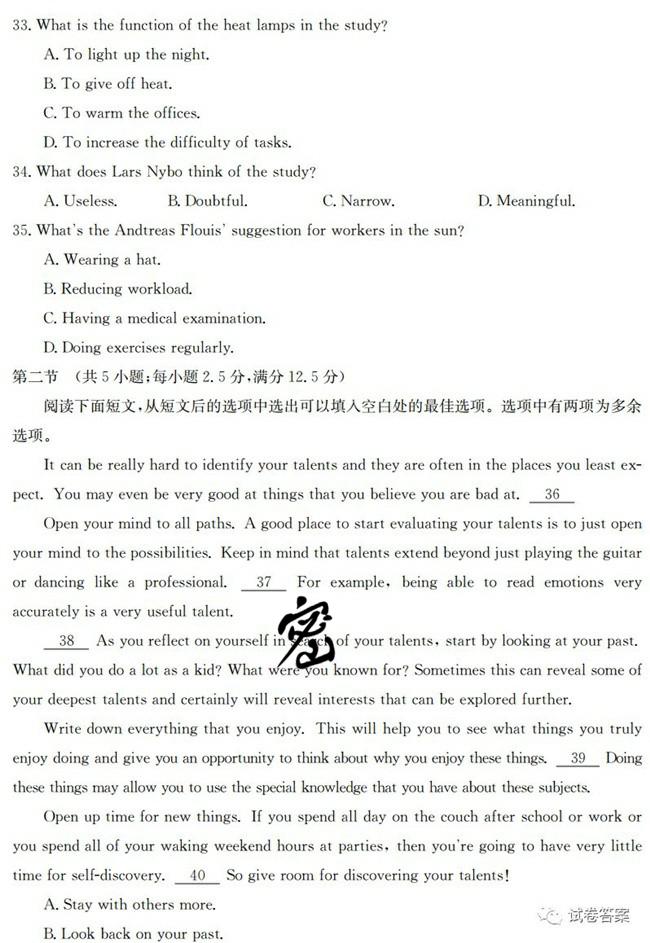 33. What is the function of the heat lamps in the study?
A. To light up the night.
B. To give off heat.
C. To warm the offices.
D. To increase the difficulty of tasks.
34. What does Lars Nybo think of the study?
A. Useless. B. Doubtful. C. Narrow. D. Meaningful.
35. What's the Andtreas Flouis' suggestion for workers in the sun?
A. Wearing a hat.
B. Reducing workload.
C. Having a medical examination.
D. Doing exercises regularly.
第二节 （共5小题;每小题2.5分,满分12.5分）
阅读下面短文,从短文后的选项中选出可以填入空白处的最佳选项。选项中有两项为多余
选项。
It can be really hard to identify your talents and they are often in the places you least ex-
pect. You may even be very good at things that you believe you are bad at. 36
Open your mind to all paths. A good place to start evaluating your talents is to just open
your mind to the possibilities. Keep in mind that talents extend beyond just playing the guitar
or dancing like a professional. 37 For example, being able to read emotions very
accurately is a very useful talent.
38 As you reflect on yourself in search of your talents, start by looking at your past.
What did you do a lot as a kid? What were you known for? Sometimes this can reveal some of
your deepest talents and certainly will reveal interests that can be explored further.
Write down everything that you enjoy. This will help you to see what things you truly
enjoy doing and give you an opportunity to think about why you enjoy these things. 39 Doing
these things may allow you to use the special knowledge that you have about these subjects.
Open up time for new things. If you spend all day on the couch after school or work or
you spend all of your waking weekend hours at parties, then you're going to have very little
time for self-discovery. 40 So give room for discovering your talents!
A. Stay with others more.
B. Look back on your past.
密
试卷答案